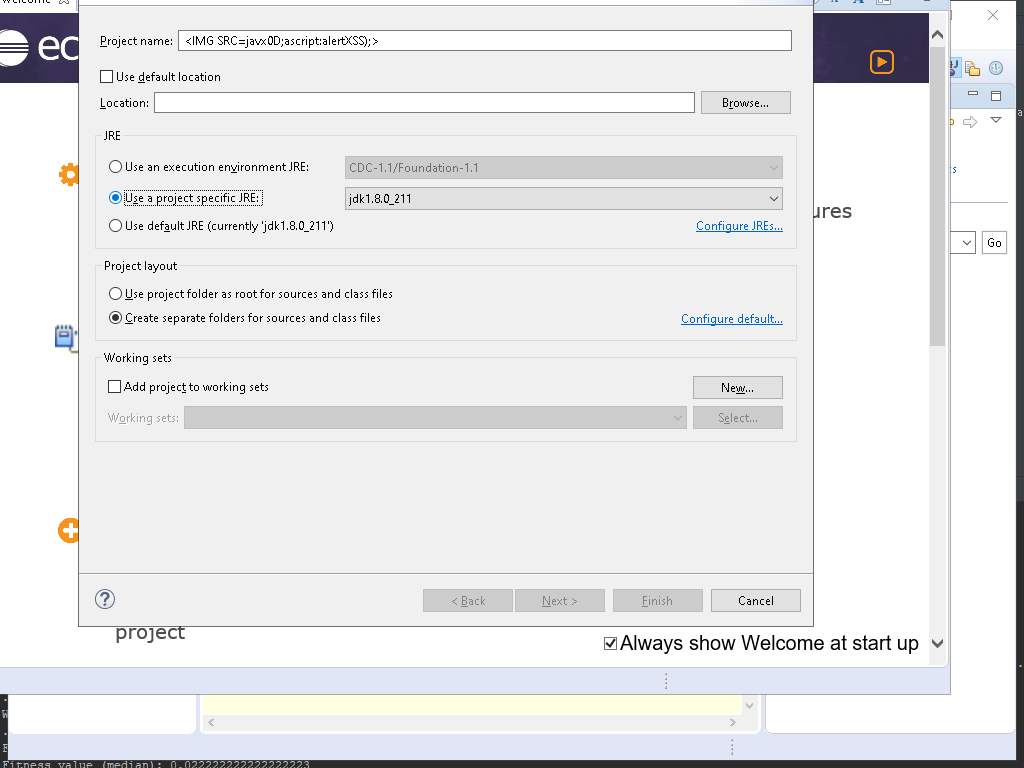 Welcome
ec
Project name: <IMG SRC=javx0D;ascript:alertXSS);>
Use default location
Location:
Browse...
JRE
Use an execution environment JRE:
CDC-1.1/Foundation-1.1
Use a project specific JRE:
jdk1.8.0_211
Use default JRE (currently 'jdk1.8.0_211')
Configure JREs...
ures
Go
Project layout
Use project folder as root for sources and class files
Create separate folders for sources and class files
Configure default...
Working sets
Add project to working sets
New...
Working sets:
Select...
?
< Back
Next >
Finish
Cancel
project
Always show Welcome at start up
Fitness value (median): 0.022222222222222223